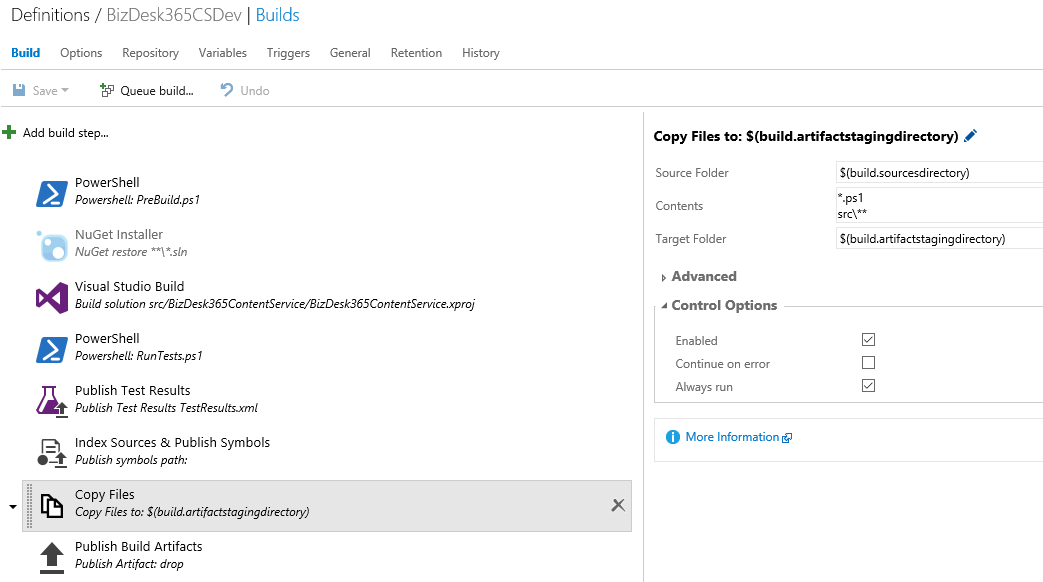 Definitions / BizDesk365CSDev | Builds
Build Options Repository Variables Triggers General Retention History
Save Queue build... Undo
Add build step...
PowerShell
Powershell: PreBuild.ps1
NuGet Installer
NuGet restore **\*.sln
Visual Studio Build
Build solution src/BizDesk365ContentService/BizDesk365ContentService.xproj
PowerShell
Powershell: RunTests.ps1
Publish Test Results
Publish Test Results TestResults.xml
Index Sources & Publish Symbols
Publish symbols path:
Copy Files
Copy Files to: $(build.artifactstagingdirectory)
Publish Build Artifacts
Publish Artifact: drop
Copy Files to: $(build.artifactstagingdirectory)
Source Folder $(build.sourcesdirectory)
Contents *.ps1
src\**
Target Folder $(build.artifactstagingdirectory)
Advanced
Control Options
Enabled
Continue on error
Always run
More Information